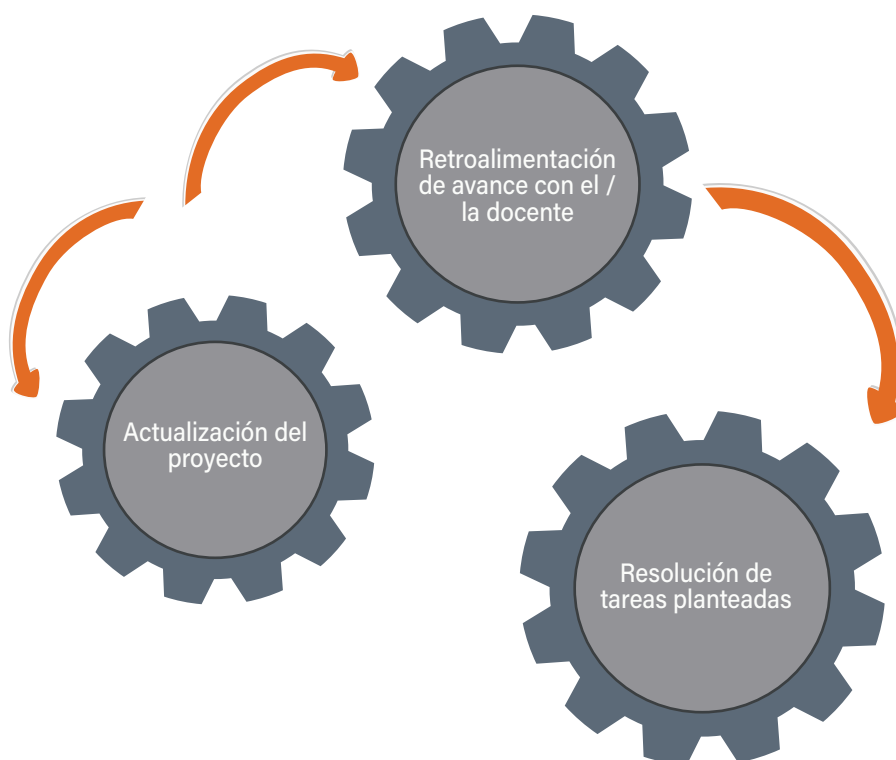 Retroalimentación
de avance con el /
la docente
Actualización del
proyecto
Resolución de
tareas planteadas